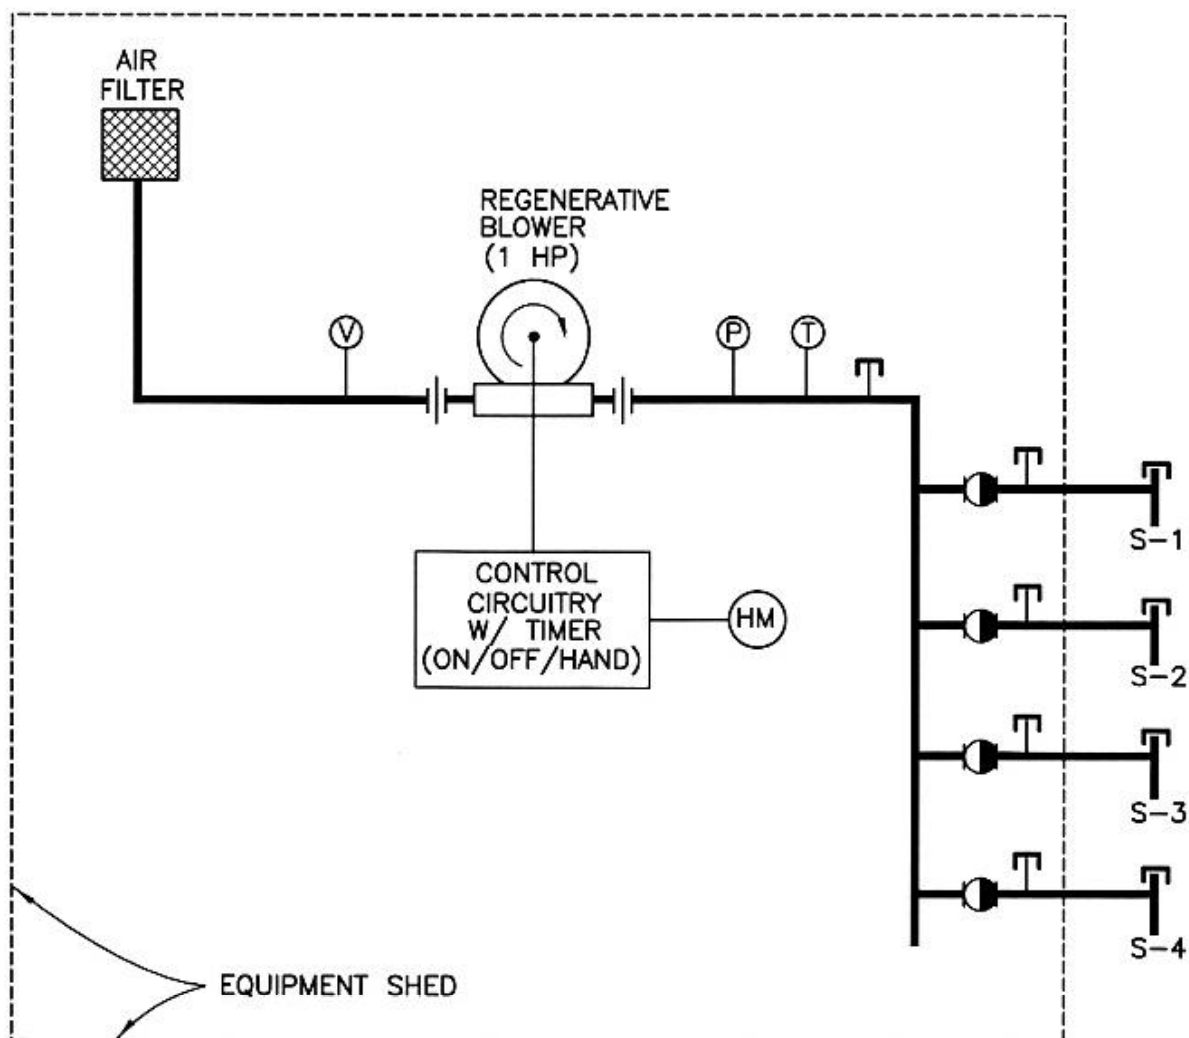 AIR
FILTER
REGENERATIVE
BLOWER
(1 HP)
V
P
T
CONTROL
CIRCUITRY
W/ TIMER
(ON/OFF/HAND)
HM
S-1
S-2
S-3
S-4
EQUIPMENT SHED